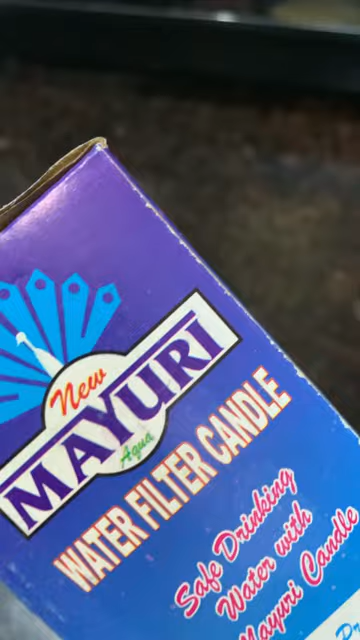 New
MAYURI
Aqua
WATER FILTER CANDLE
Safe Drinking
Water with
Mayuri Candle